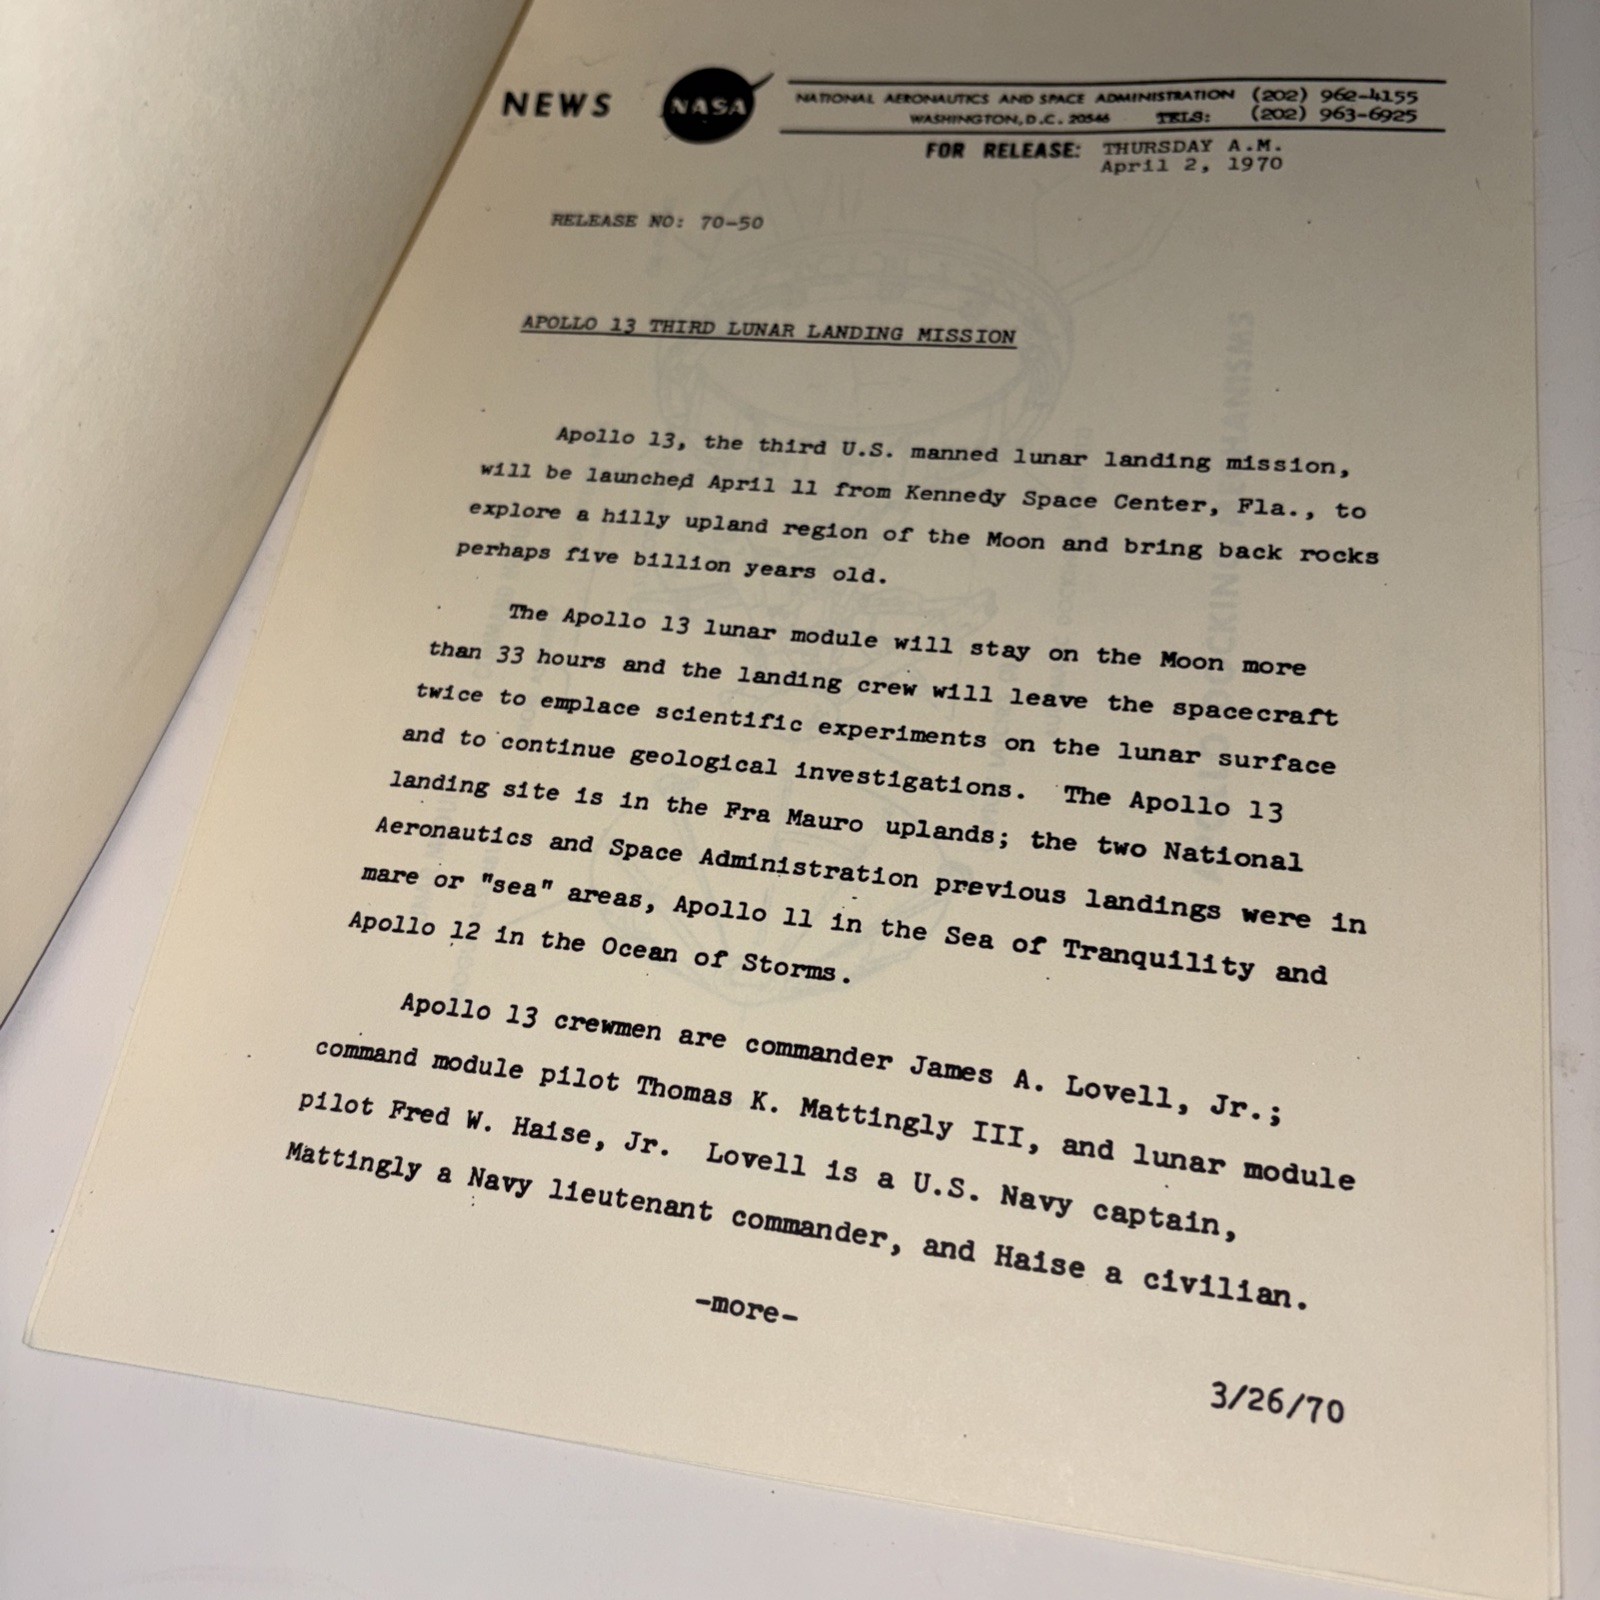 NEWS
NASA
NATIONAL AERONAUTICS AND SPACE ADMINISTRATION (202) 962-4155
WASHINGTON, D.C. 20546 TELS: (202) 963-6925
FOR RELEASE: THURSDAY A.M.
April 2, 1970
RELEASE NO: 70-50
APOLLO 13 THIRD LUNAR LANDING MISSION
Apollo 13, the third U.S. manned lunar landing mission,
will be launched April 11 from Kennedy Space Center, Fla., to
explore a hilly upland region of the Moon and bring back rocks
perhaps five billion years old.
The Apollo 13 lunar module will stay on the Moon more
than 33 hours and the landing crew will leave the spacecraft
twice to emplace scientific experiments on the lunar surface
and to continue geological investigations. The Apollo 13
landing site is in the Fra Mauro uplands; the two National
Aeronautics and Space Administration previous landings were in
mare or "sea" areas, Apollo 11 in the Sea of Tranquility and
Apollo 12 in the Ocean of Storms.
Apollo 13 crewmen are commander James A. Lovell, Jr.;
command module pilot Thomas K. Mattingly III, and lunar module
pilot Fred W. Haise, Jr. Lovell is a U.S. Navy captain,
Mattingly a Navy lieutenant commander, and Haise a civilian.
-more-
3/26/70